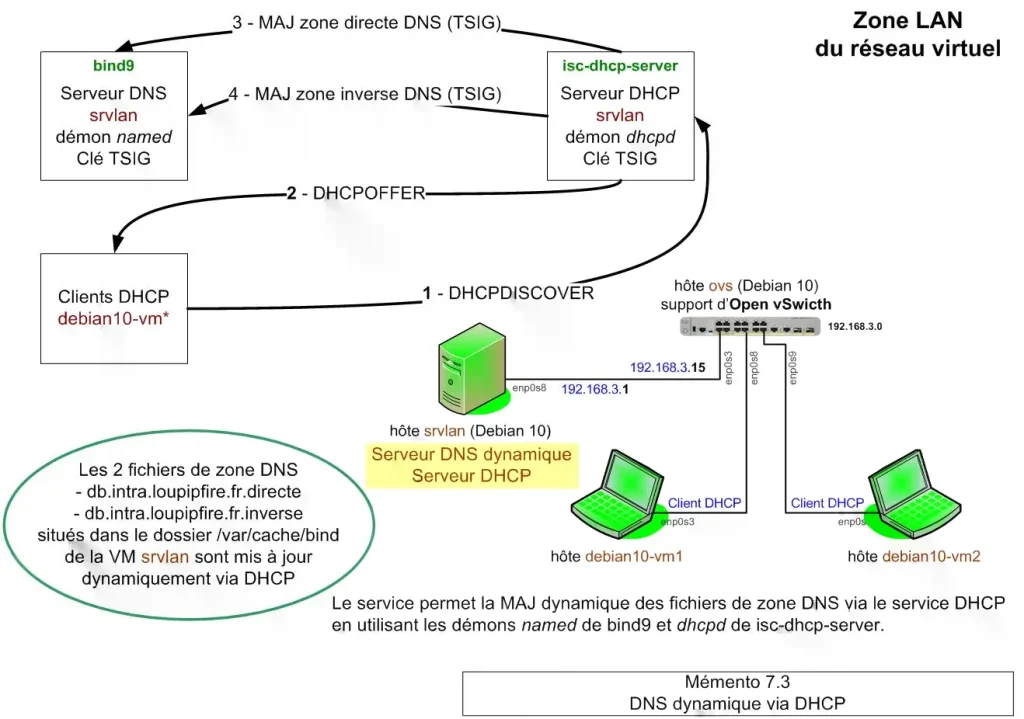 Zone LAN
du réseau virtuel
3 - MAJ zone directe DNS (TSIG)
bind9
Serveur DNS
srvlan
démon named
Clé TSIG
4 - MAJ zone inverse DNS (TSIG)
isc-dhcp-server
Serveur DHCP
srvlan
démon dhcpd
Clé TSIG
2 - DHCPOFFER
Clients DHCP
debian10-vm*
1 - DHCPDISCOVER
hôte ovs (Debian 10)
support d'Open vSwicth
192.168.3.0
192.168.3.15
enp0s3
enp0s8
enp0s9
enp0s8
192.168.3.1
hôte srvlan (Debian 10)
Serveur DNS dynamique
Serveur DHCP
Client DHCP
enp0s3
hôte debian10-vm1
Client DHCP
enp0s
hôte debian10-vm2
Les 2 fichiers de zone DNS
- db.intra.loupipfire.fr.directe
- db.intra.loupipfire.fr.inverse
situés dans le dossier /var/cache/bind
de la VM srvlan sont mis à jour
dynamiquement via DHCP
Le service permet la MAJ dynamique des fichiers de zone DNS via le service DHCP
en utilisant les démons named de bind9 et dhcpd de isc-dhcp-server.
Mémento 7.3
DNS dynamique via DHCP